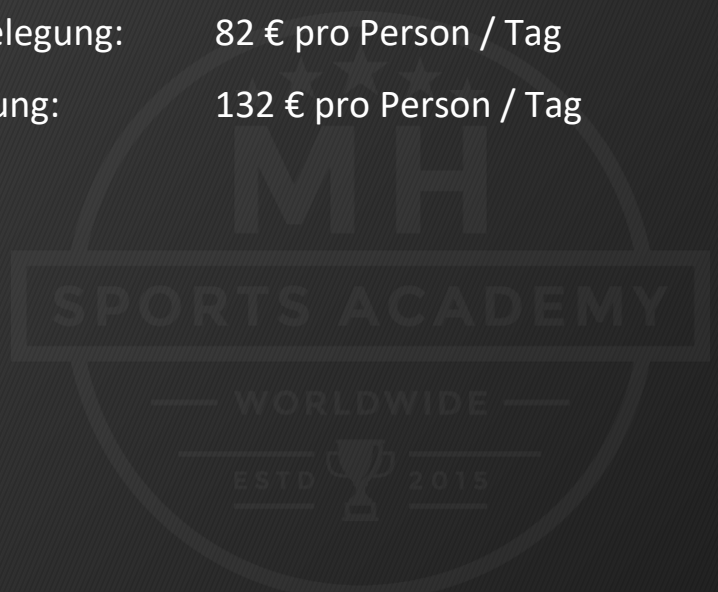 elegung: 82 € pro Person / Tag
ung: 132 € pro Person / Tag
MH
SPORTS ACADEMY
WORLDWIDE
ESTD 2015